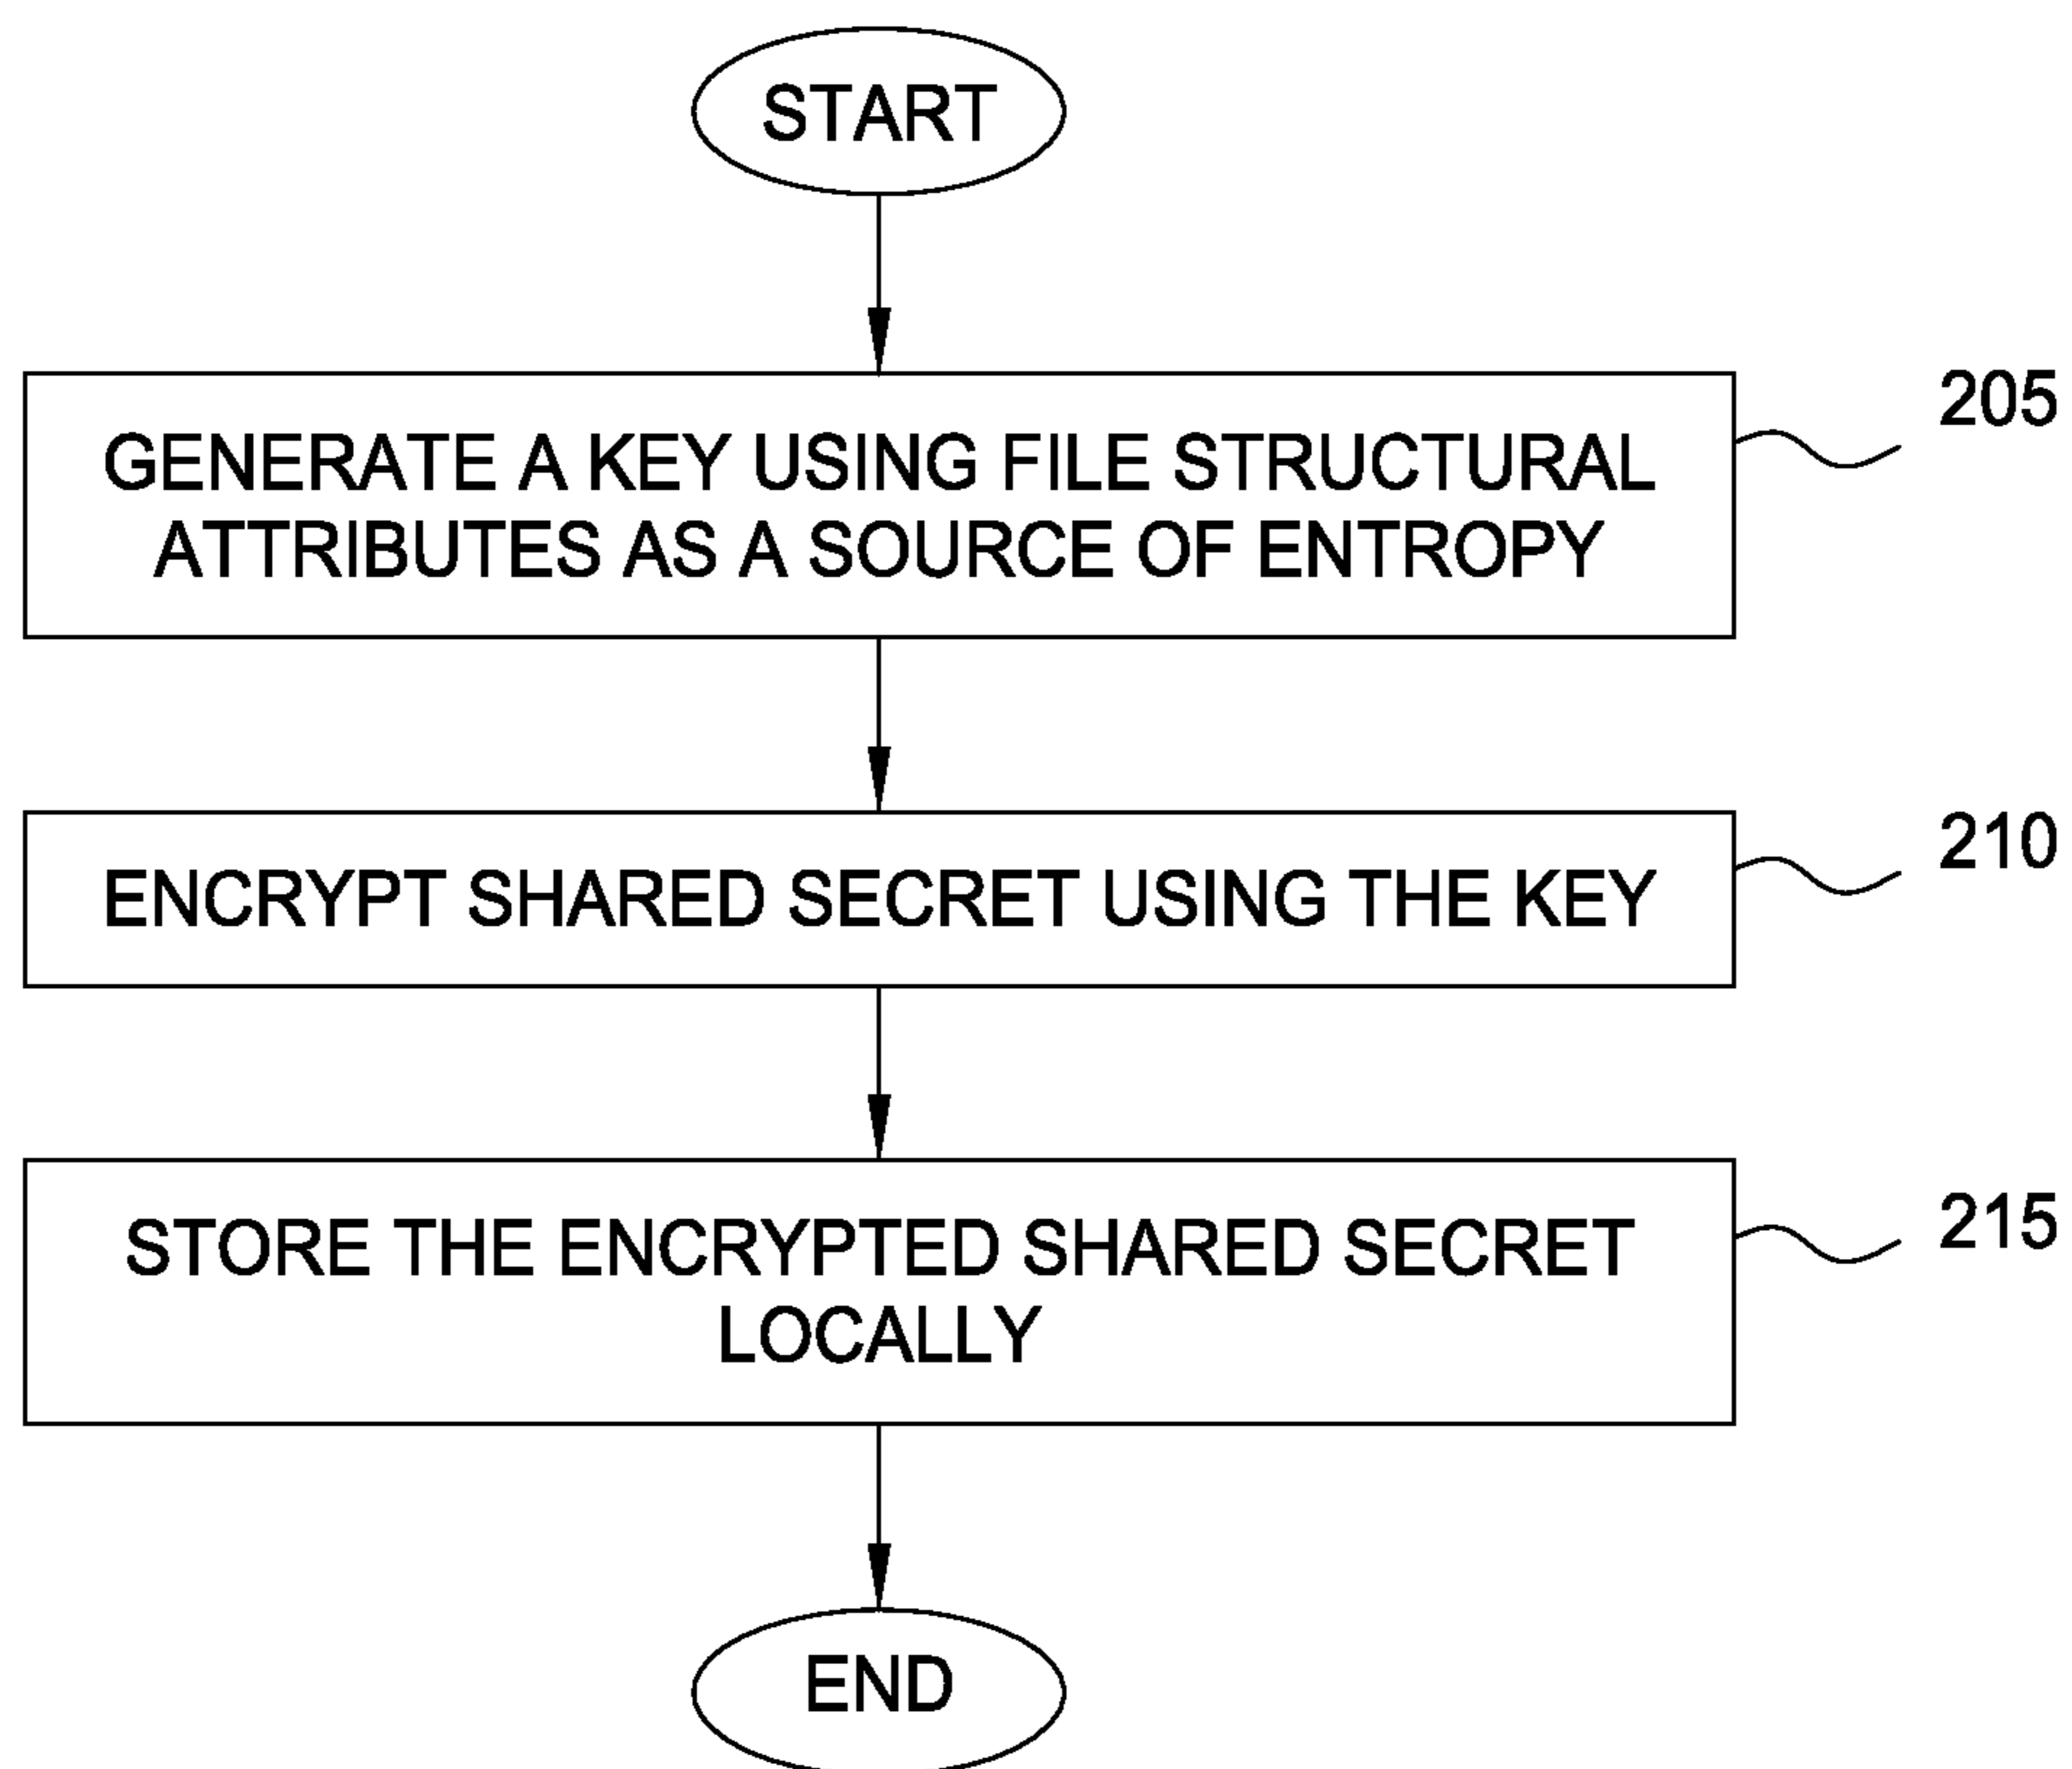 START
205
GENERATE A KEY USING FILE STRUCTURAL
ATTRIBUTES AS A SOURCE OF ENTROPY
210
ENCRYPT SHARED SECRET USING THE KEY
215
STORE THE ENCRYPTED SHARED SECRET
LOCALLY
END